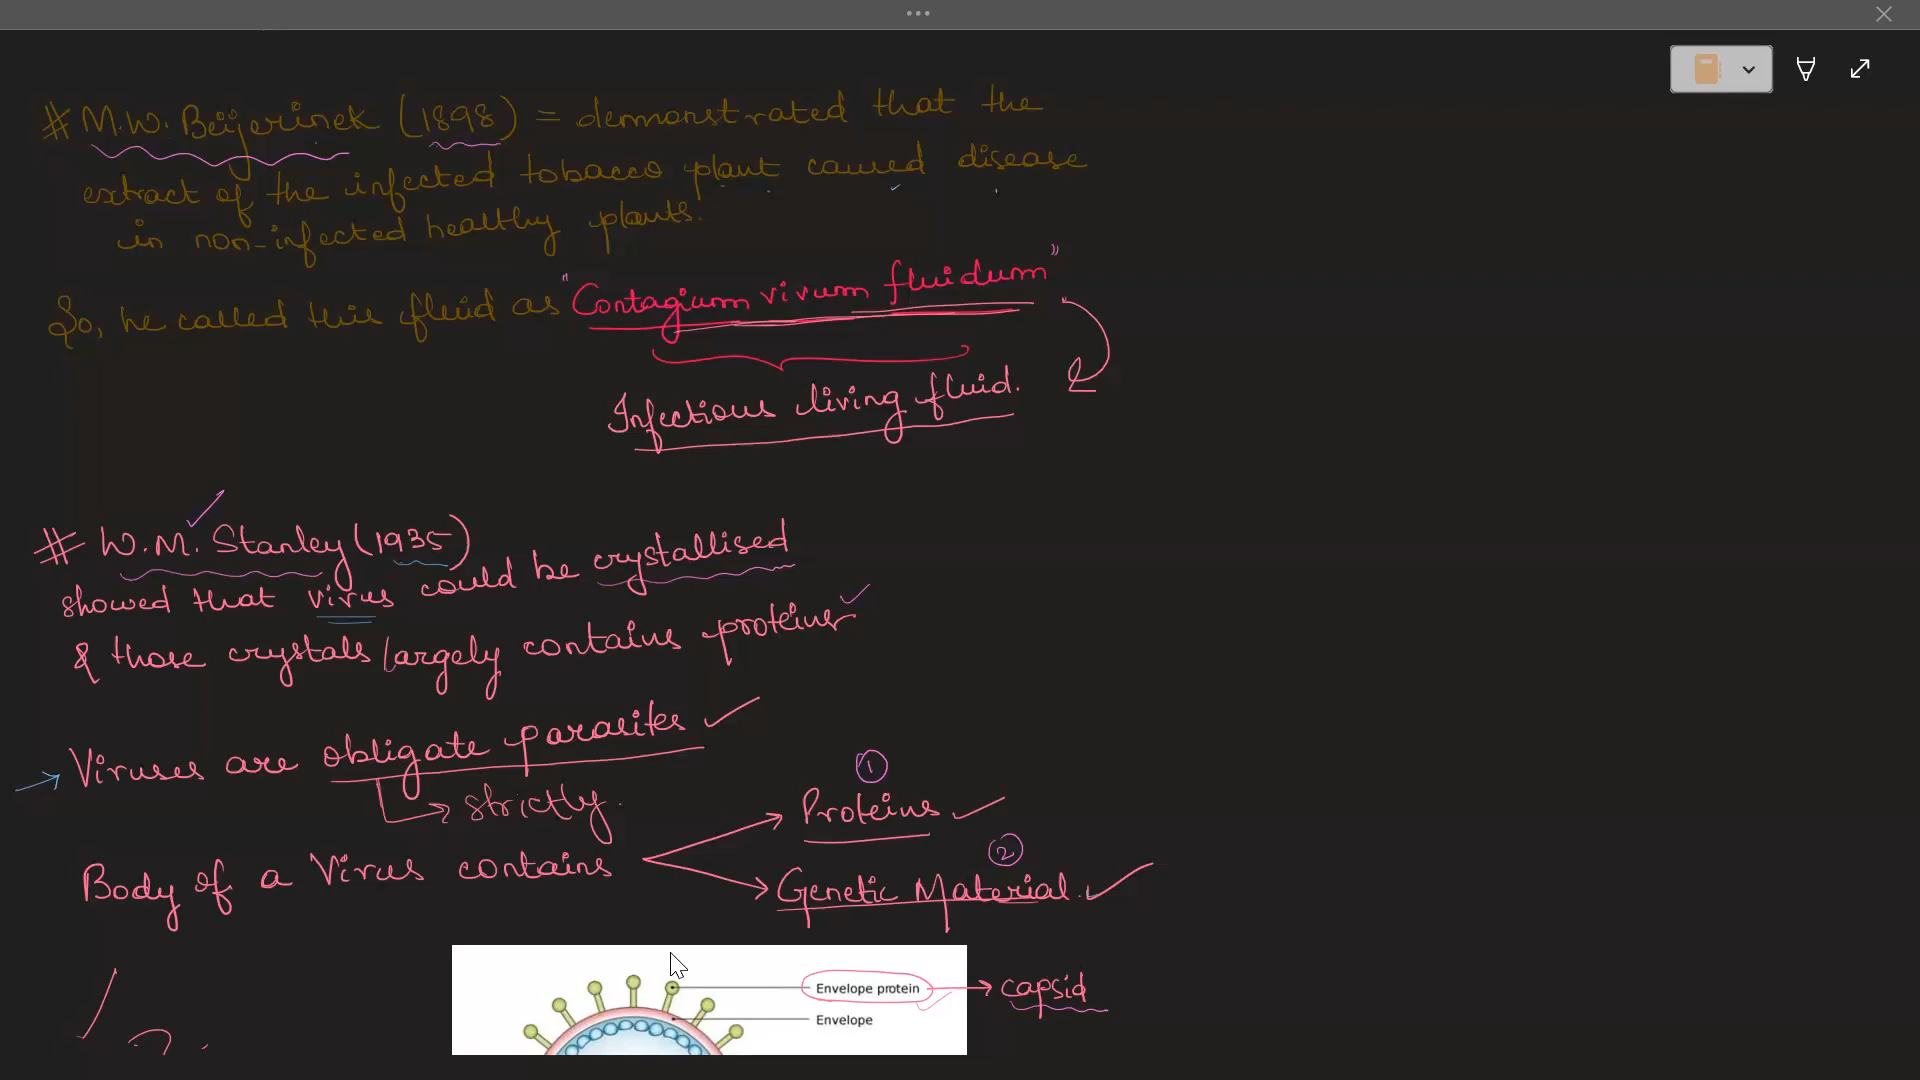 # M.W. Beijerinek (1898) = demonstrated that the
extract of the infected tobacco plant caused disease
in non-infected healthy plants.
So, he called this fluid as "Contagium vivum fluidum"
Infectious living fluid.
# W.M. Stanley (1935)
showed that virus could be crystallised
& those crystals largely contains proteins
→ Viruses are obligate parasites
→ strictly.
①
Body of a Virus contains → Proteins
②
→ Genetic Material.
Envelope protein → capsid
Envelope